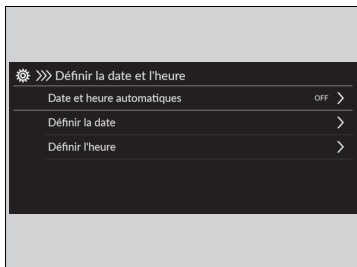 Définir la date et l'heure
Date et heure automatiques OFF
Définir la date
Définir l'heure